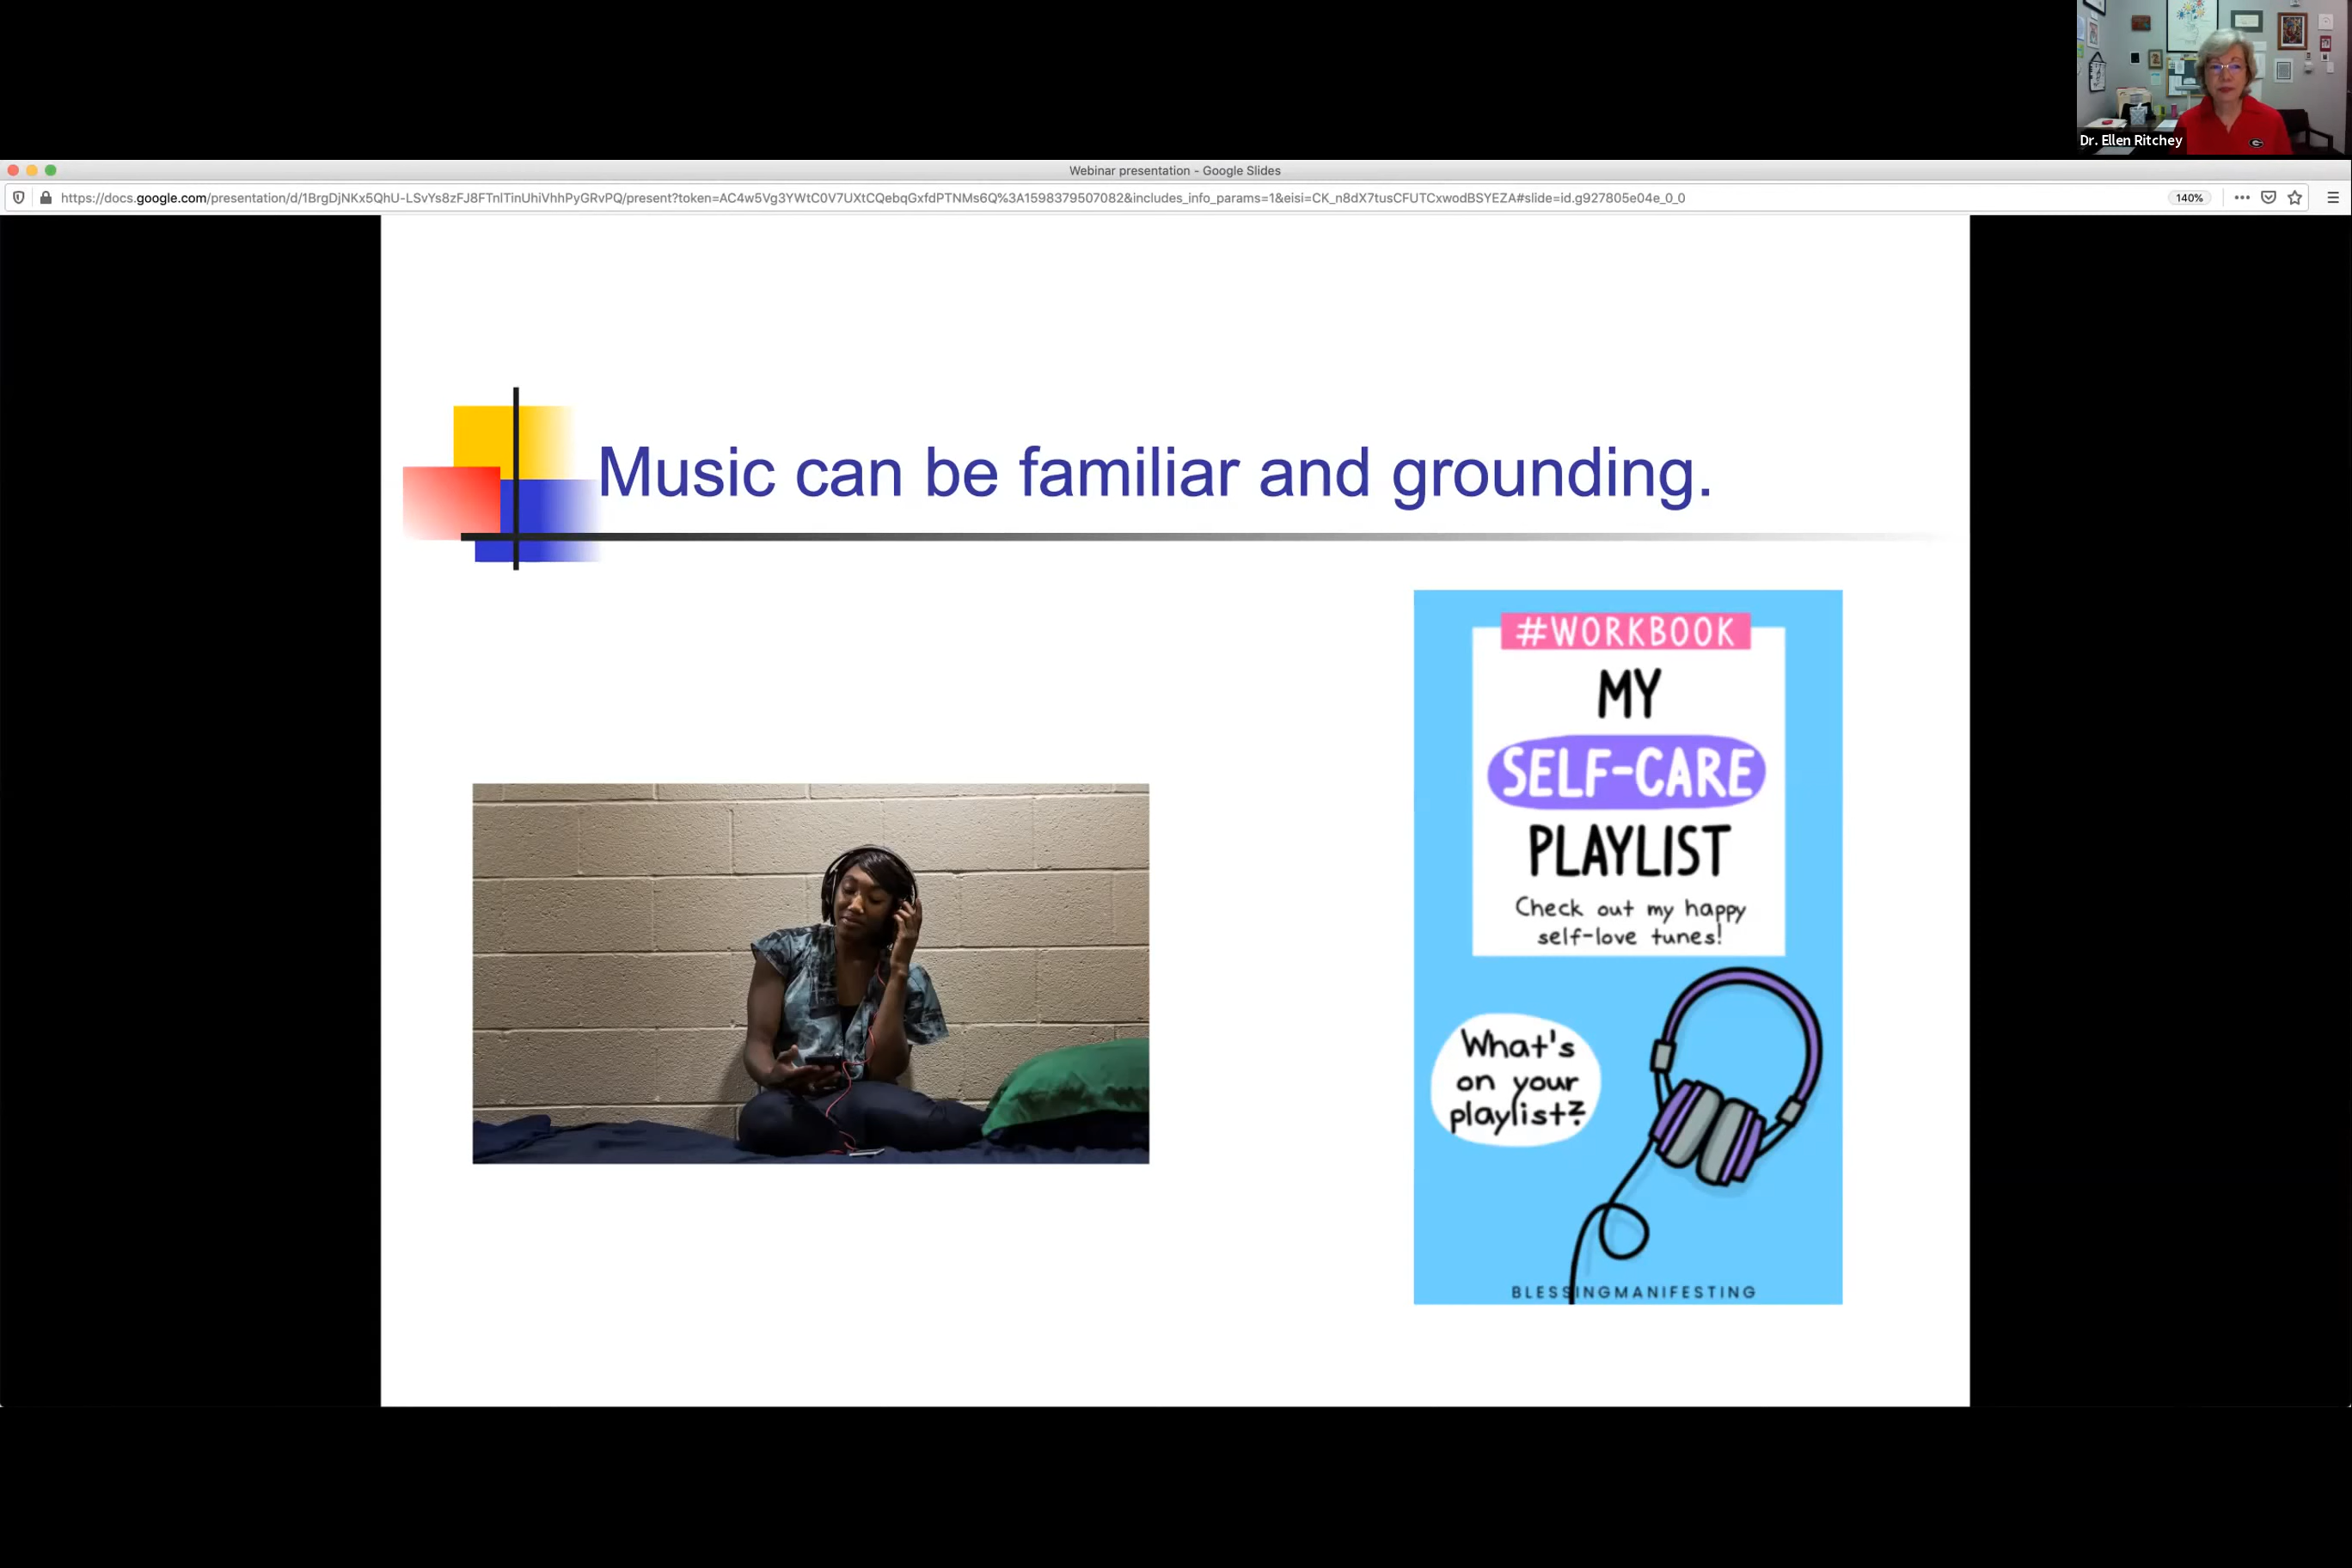 Dr. Ellen Ritchey
Webinar presentation - Google Slides
https://docs.google.com/presentation/d/1BrgDjNKx5QhU-LSvYs8zFJ8FTnlTinUhiVhhPyGRvPQ/present?token=AC4w5Vg3YWtC0V7UXtCQebqGxfdPTNMs6Q%3A1598379507082&includes_info_params=1&eisi=CK_n8dX7tusCFUTCxwodBSYEZA#slide=id.g927805e04e_0_0
140%
Music can be familiar and grounding.
#WORKBOOK
MY
SELF-CARE
PLAYLIST
Check out my happy
self-love tunes!
What's
on your
playlist?
BLESSINGMANIFESTING